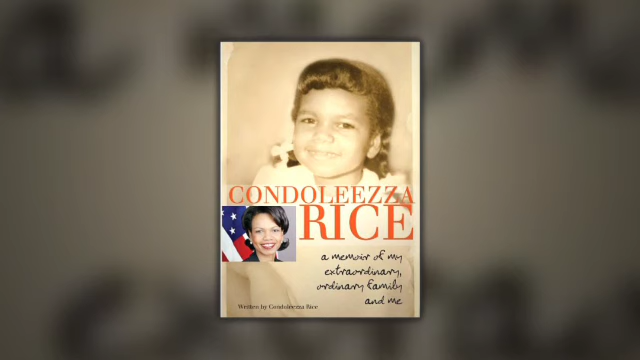 CONDOLEEZZA
RICE
a memoir of my
extraordinary,
ordinary family
and me
Written by Condoleezza Rice